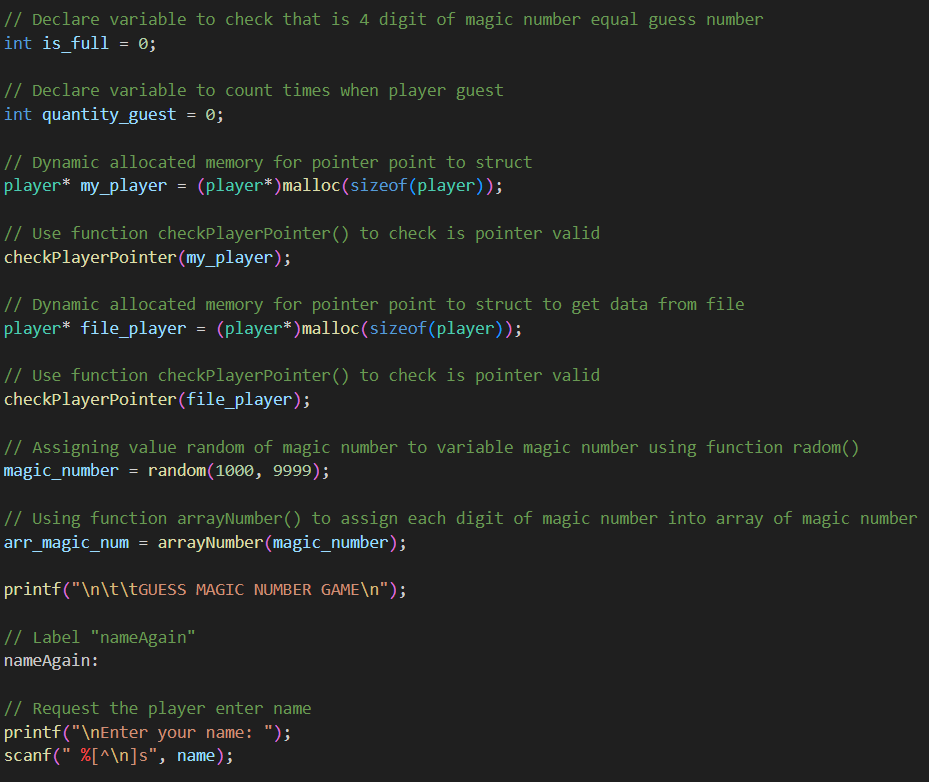 // Declare variable to check that is 4 digit of magic number equal guess number
int is_full = 0;
// Declare variable to count times when player guest
int quantity_guest = 0;
// Dynamic allocated memory for pointer point to struct
player* my_player = (player*)malloc(sizeof(player));
// Use function checkPlayerPointer() to check is pointer valid
checkPlayerPointer(my_player);
// Dynamic allocated memory for pointer point to struct to get data from file
player* file_player = (player*)malloc(sizeof(player));
// Use function checkPlayerPointer() to check is pointer valid
checkPlayerPointer(file_player);
// Assigning value random of magic number to variable magic number using function radom()
magic_number = random(1000, 9999);
// Using function arrayNumber() to assign each digit of magic number into array of magic number
arr_magic_num = arrayNumber(magic_number);
printf("\n\t\tGUESS MAGIC NUMBER GAME\n");
// Label "nameAgain"
nameAgain:
// Request the player enter name
printf("\nEnter your name: ");
scanf(" %[^\n]s", name);